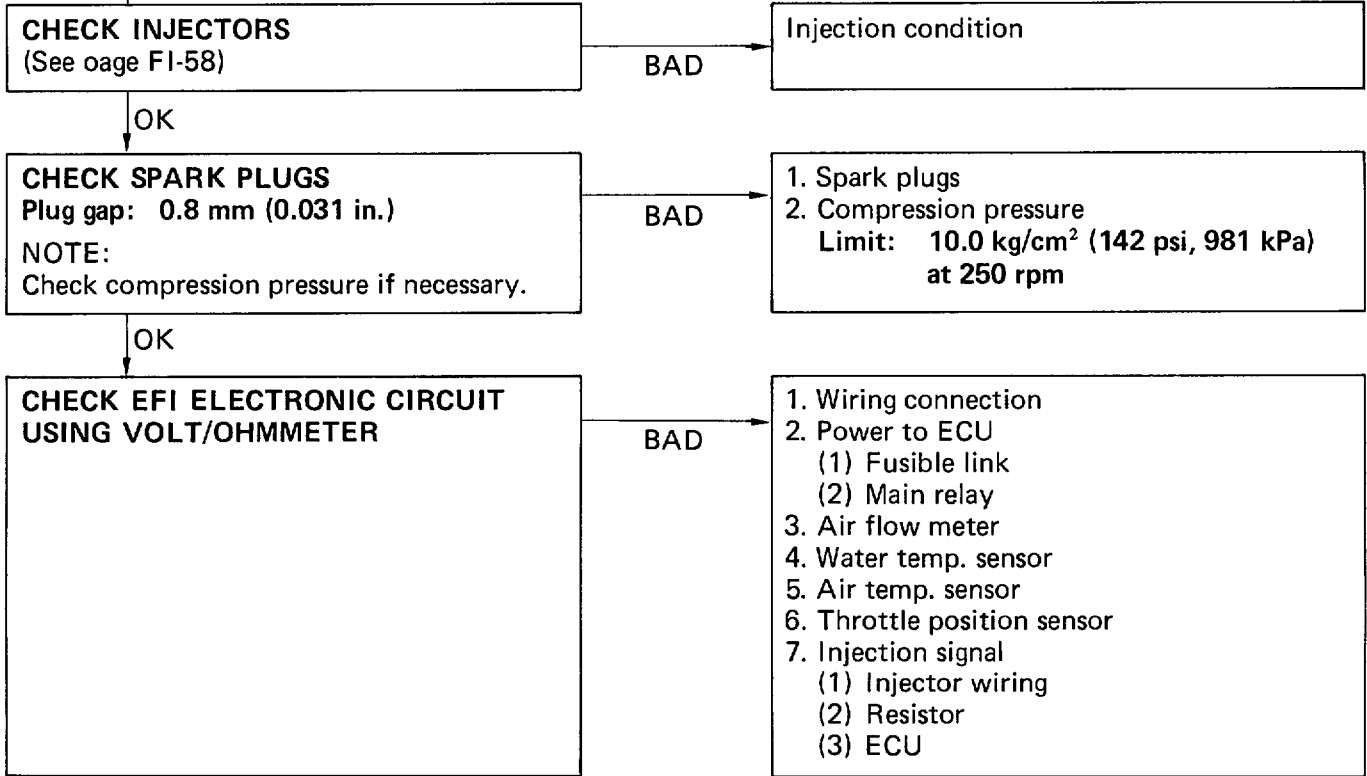 CHECK INJECTORS
(See oage FI-58)
BAD
Injection condition
OK
CHECK SPARK PLUGS
Plug gap: 0.8 mm (0.031 in.)
NOTE:
Check compression pressure if necessary.
BAD
1. Spark plugs
2. Compression pressure
Limit: 10.0 kg/cm² (142 psi, 981 kPa)
at 250 rpm
OK
CHECK EFI ELECTRONIC CIRCUIT
USING VOLT/OHMMETER
BAD
1. Wiring connection
2. Power to ECU
(1) Fusible link
(2) Main relay
3. Air flow meter
4. Water temp. sensor
5. Air temp. sensor
6. Throttle position sensor
7. Injection signal
(1) Injector wiring
(2) Resistor
(3) ECU